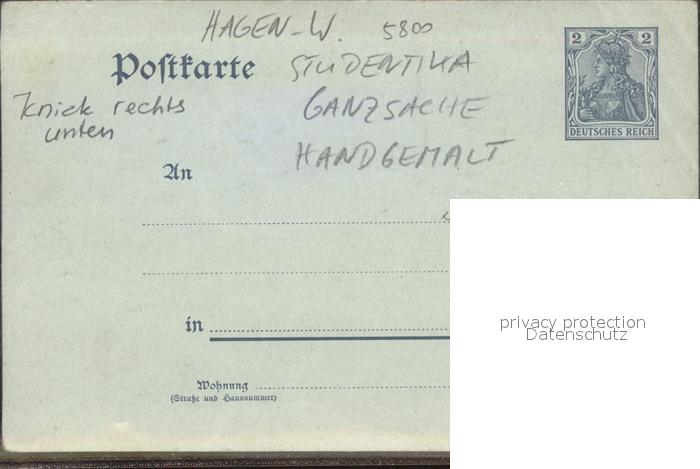 HAGEN-W. 5800
Postkarte
STUDENTIKA
2 2
GANZSACHE
DEUTSCHES REICH
Knick rechts
unten
HANDGEMALT
An
in
Wohnung
(Straße und Hausnummer)
privacy protection
Datenschutz